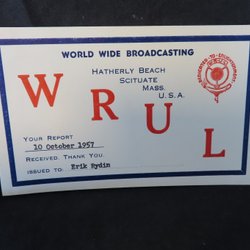 WORLD WIDE BROADCASTING
HATHERLY BEACH
SCITUATE
MASS.
U.S.A.
W R U L
YOUR REPORT
10 October 1957
RECEIVED. THANK YOU
ISSUED TO Erik Rydin